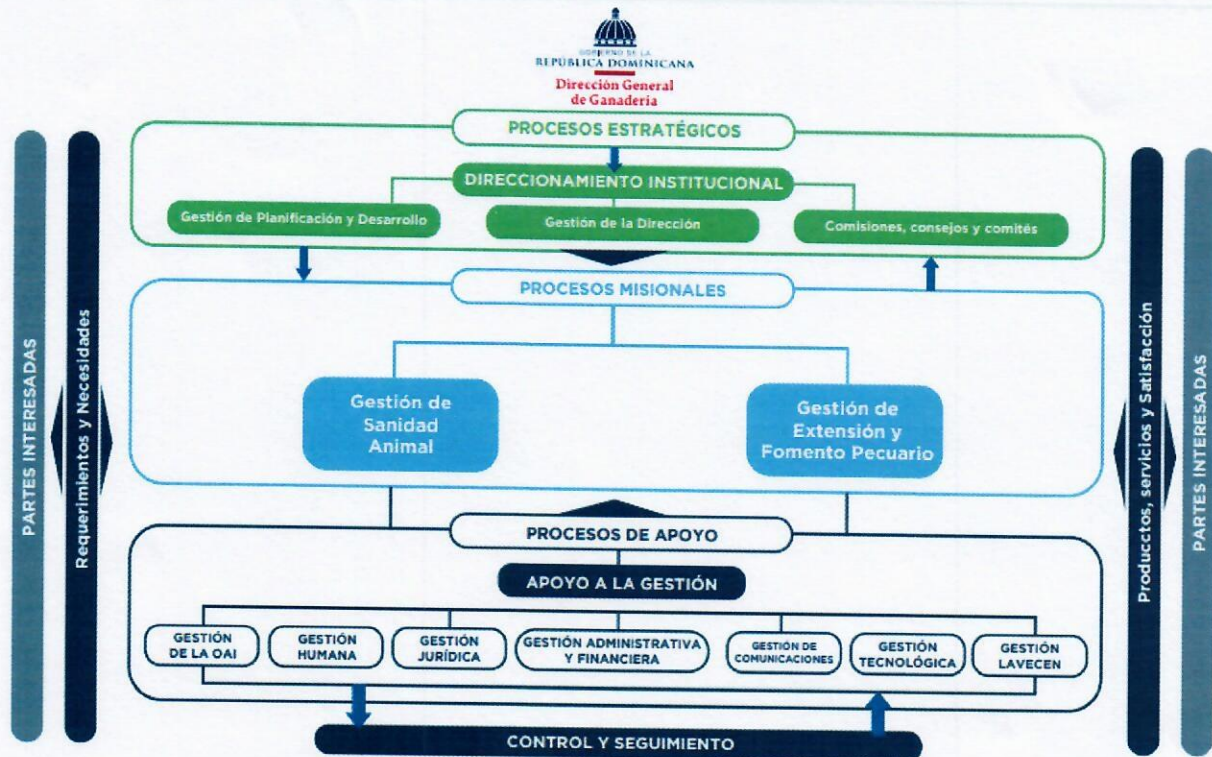 GOBIERNO DE LA
REPÚBLICA DOMINICANA
Dirección General
de Ganadería
PROCESOS ESTRATÉGICOS
DIRECCIONAMIENTO INSTITUCIONAL
Gestión de Planificación y Desarrollo
Gestión de la Dirección
Comisiones, consejos y comités
PROCESOS MISIONALES
Gestión de
Sanidad
Animal
Gestión de
Extensión y
Fomento Pecuario
PROCESOS DE APOYO
APOYO A LA GESTIÓN
GESTIÓN
DE LA OAI
GESTIÓN
HUMANA
GESTIÓN
JURÍDICA
GESTIÓN ADMINISTRATIVA
Y FINANCIERA
GESTIÓN DE
COMUNICACIONES
GESTIÓN
TECNOLÓGICA
GESTIÓN
LAVECEN
CONTROL Y SEGUIMIENTO
PARTES INTERESADAS
Requerimientos y Necesidades
Producctos, servicios y Satisfacción
PARTES INTERESADAS